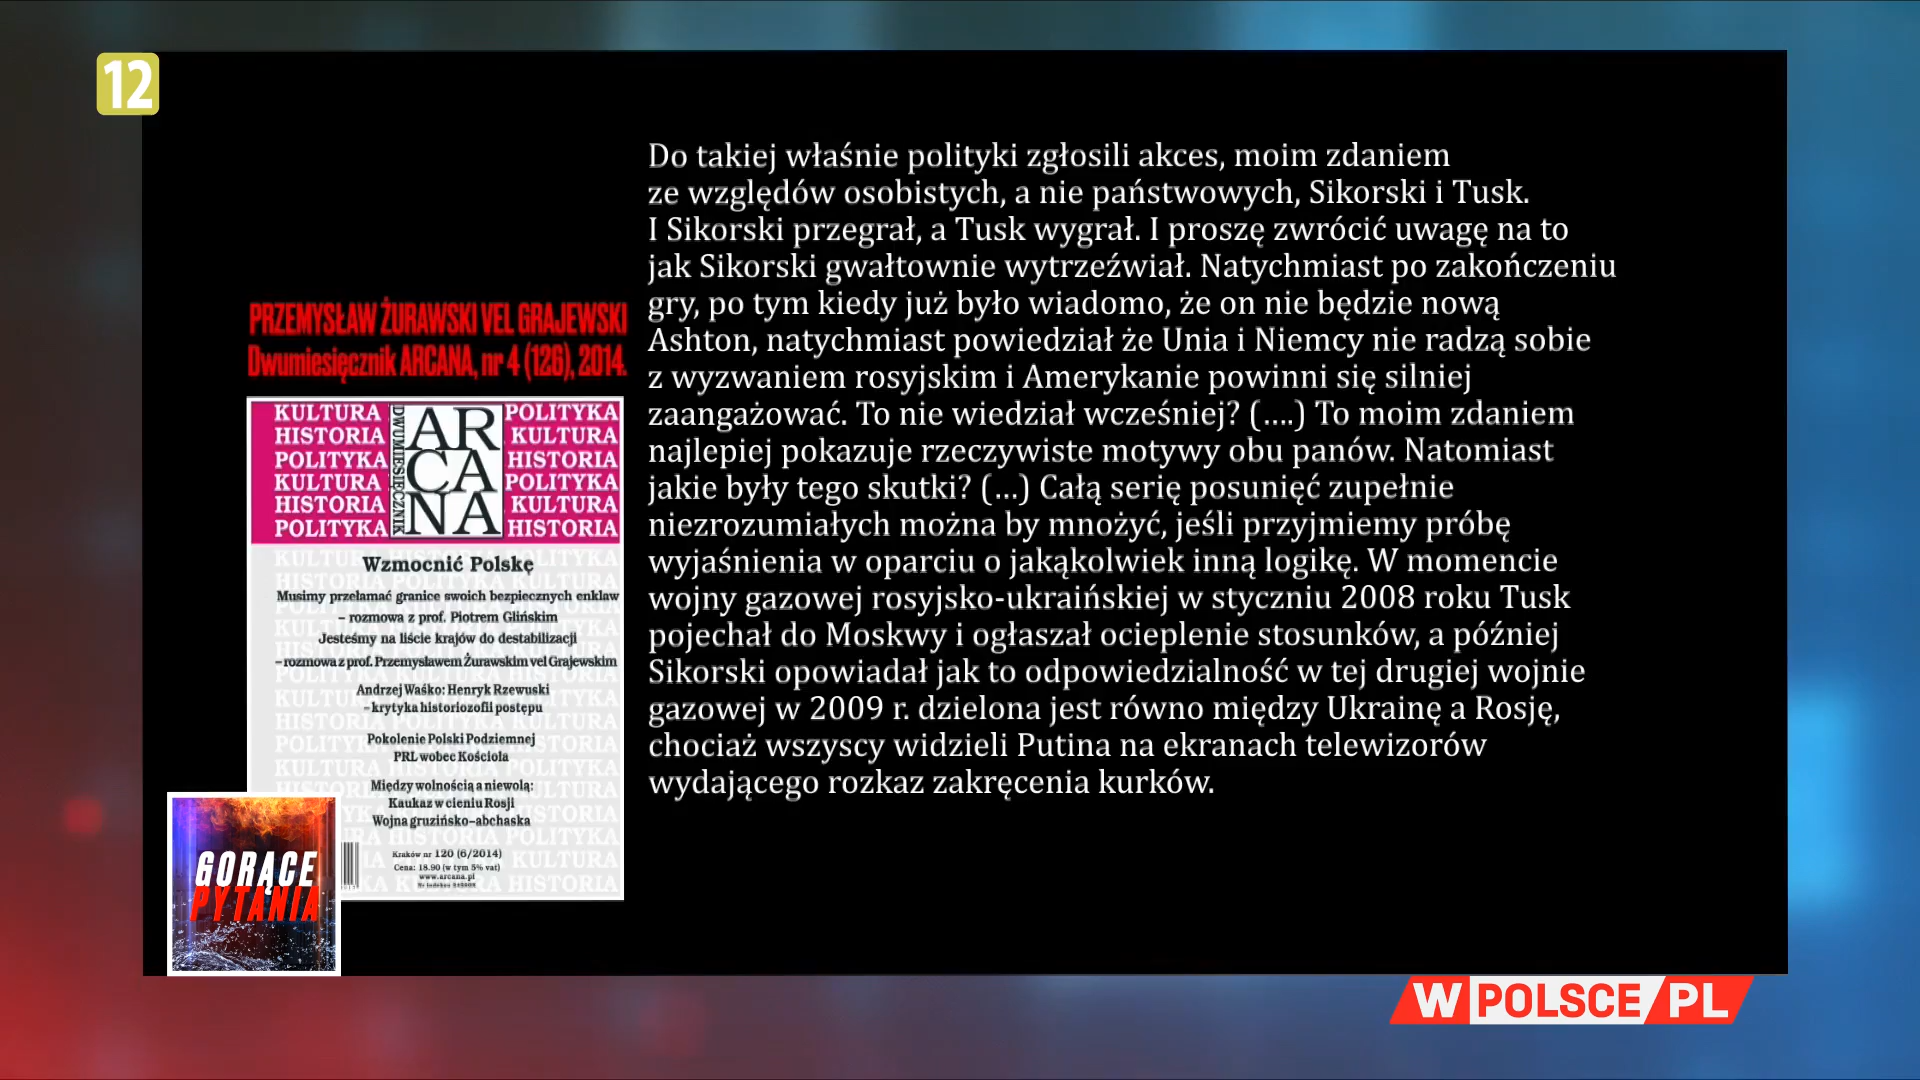 12
Do takiej właśnie polityki zgłosili akces, moim zdaniem
ze względów osobistych, a nie państwowych, Sikorski i Tusk.
I Sikorski przegrał, a Tusk wygrał. I proszę zwrócić uwagę na to
jak Sikorski gwałtownie wytrzeźwiał. Natychmiast po zakończeniu
gry, po tym kiedy już było wiadomo, że on nie będzie nową
Ashton, natychmiast powiedział że Unia i Niemcy nie radzą sobie
z wyzwaniem rosyjskim i Amerykanie powinni się silniej
zaangażować. To nie wiedział wcześniej? (....) To moim zdaniem
najlepiej pokazuje rzeczywiste motywy obu panów. Natomiast
jakie były tego skutki? (...) Całą serię posunięć zupełnie
niezrozumiałych można by mnożyć, jeśli przyjmiemy próbę
wyjaśnienia w oparciu o jakąkolwiek inną logikę. W momencie
wojny gazowej rosyjsko-ukraińskiej w styczniu 2008 roku Tusk
pojechał do Moskwy i ogłaszał ocieplenie stosunków, a później
Sikorski opowiadał jak to odpowiedzialność w tej drugiej wojnie
gazowej w 2009 r. dzielona jest równo między Ukrainę a Rosję,
chociaż wszyscy widzieli Putina na ekranach telewizorów
wydającego rozkaz zakręcenia kurków.
PRZEMYSŁAW ŻURAWSKI VEL GRAJEWSKI
Dwumiesięcznik ARCANA, nr 4 (126), 2014.
KULTURA
HISTORIA
POLITYKA
KULTURA
HISTORIA
POLITYKA
DWUMIESIĘCZNIK
AR
CA
NA
POLITYKA
KULTURA
HISTORIA
POLITYKA
KULTURA
HISTORIA
Wzmocnić Polskę
Musimy przełamać granice swoich bezpiecznych enklaw
– rozmowa z prof. Piotrem Glińskim
Jesteśmy na liście krajów do destabilizacji
– rozmowa z prof. Przemysławem Żurawskim vel Grajewskim
Andrzej Waśko: Henryk Rzewuski
– krytyka historiozofii postępu
Pokolenie Polski Podziemnej
PRL wobec Kościoła
Między wolnością a niewolą:
Kaukaz w cieniu Rosji
Wojna gruzińsko–abchaska
Kraków nr 120 (6/2014)
Cena: 18.90 (w tym 5% vat)
www.arcana.pl
GORĄCE
PYTANIA
WPOLSCE/PL